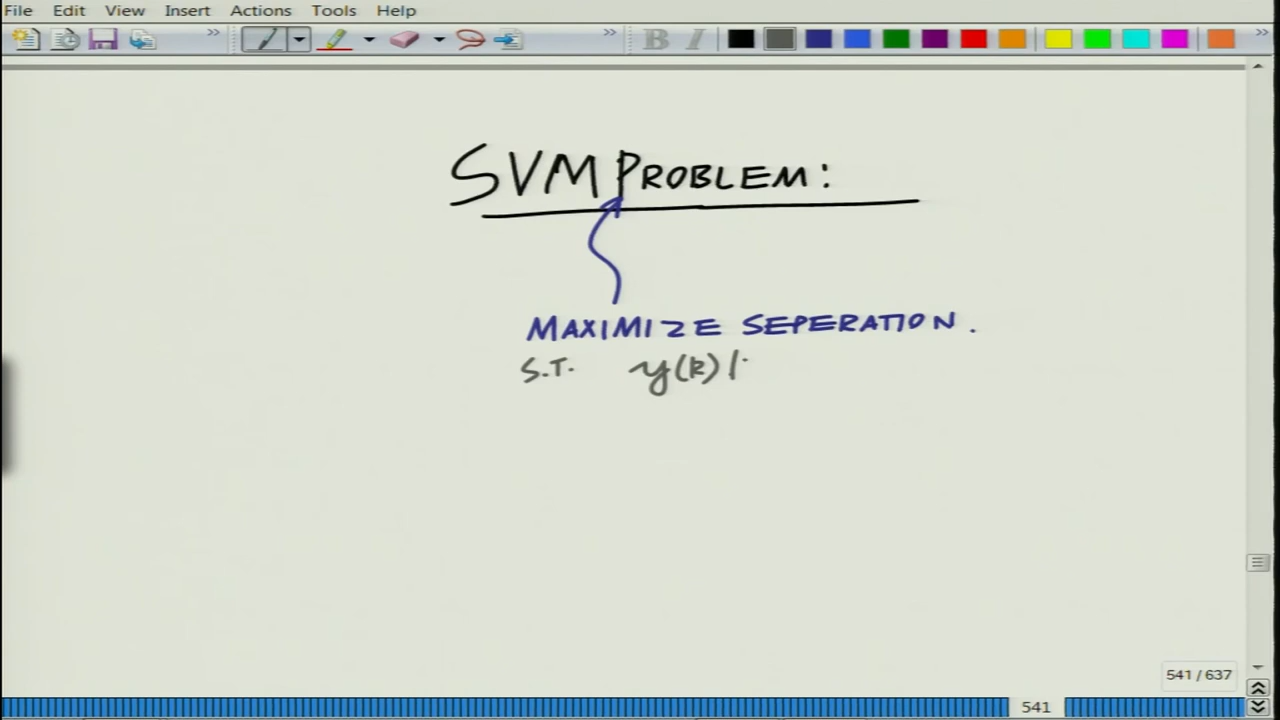 File Edit View Insert Actions Tools Help
B I
SVM PROBLEM:
MAXIMIZE SEPERATION.
S.T. y(k)
541 / 637
541